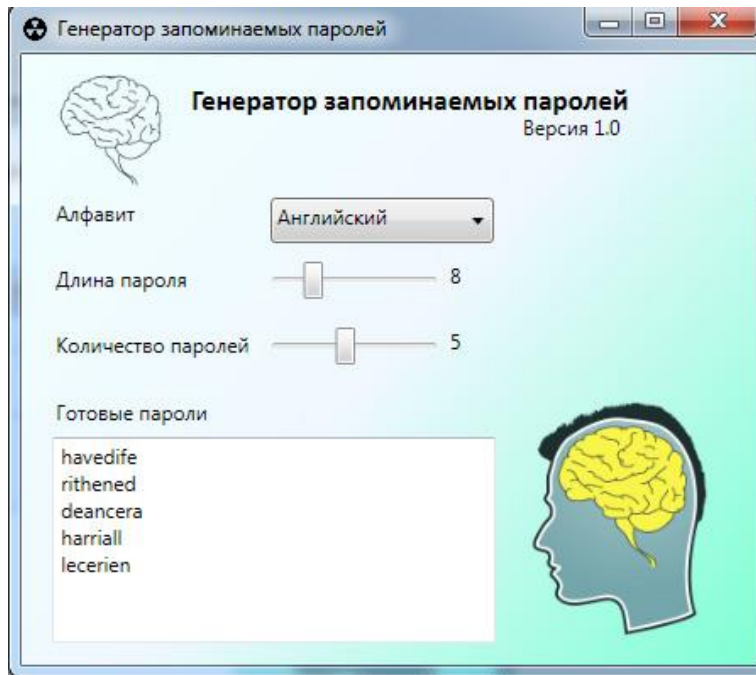 Генератор запоминаемых паролей
Генератор запоминаемых паролей
Версия 1.0
Алфавит
Английский
Длина пароля
8
Количество паролей
5
Готовые пароли
havedife
rithened
deancera
harriall
lecerien